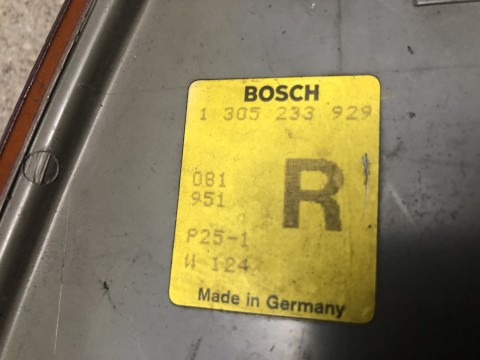 BOSCH
1 305 233 929
081
951
R
P25-1
W 124
Made in Germany